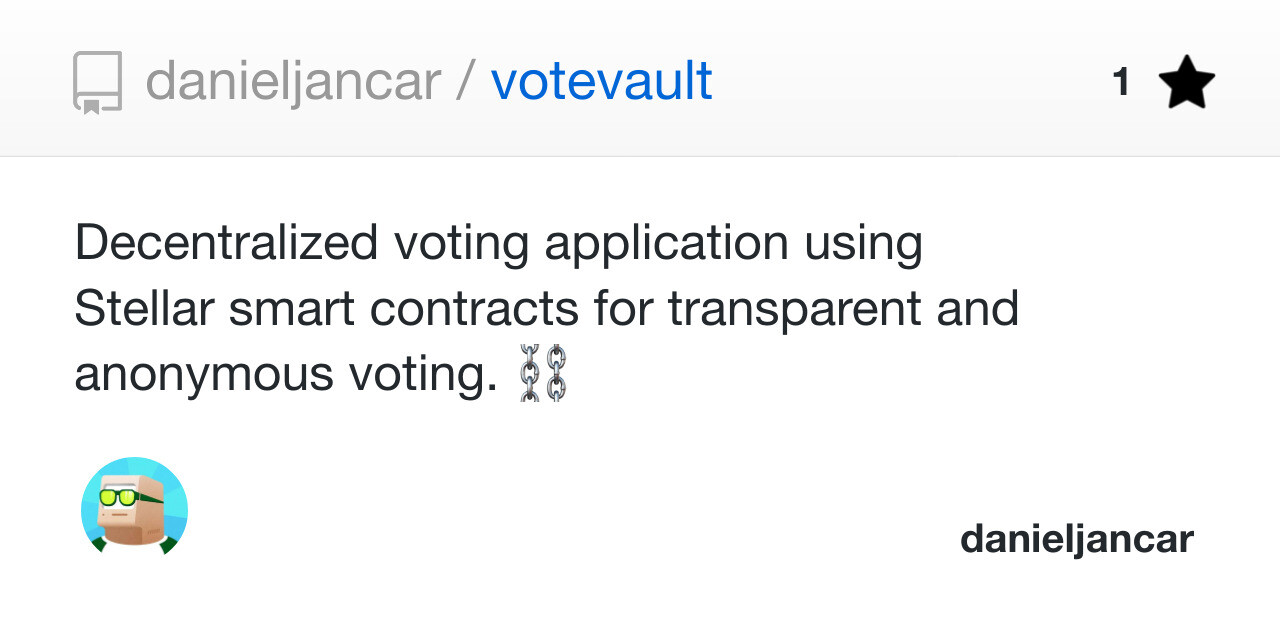 danieljancar / votevault
1
Decentralized voting application using
Stellar smart contracts for transparent and
anonymous voting. ⛓
danieljancar